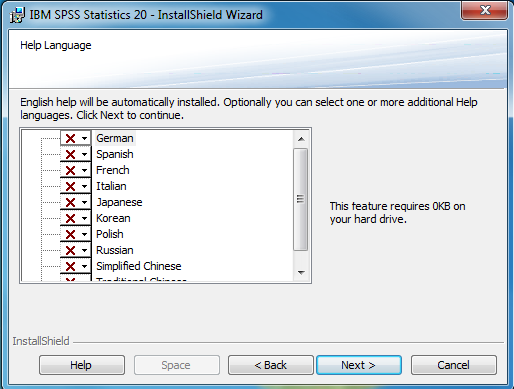 IBM SPSS Statistics 20 - InstallShield Wizard
Help Language
English help will be automatically installed. Optionally you can select one or more additional Help
languages. Click Next to continue.
German
Spanish
French
Italian
Japanese
Korean
Polish
Russian
Simplified Chinese
Traditional Chinese
This feature requires 0KB on
your hard drive.
InstallShield
Help
Space
< Back
Next >
Cancel